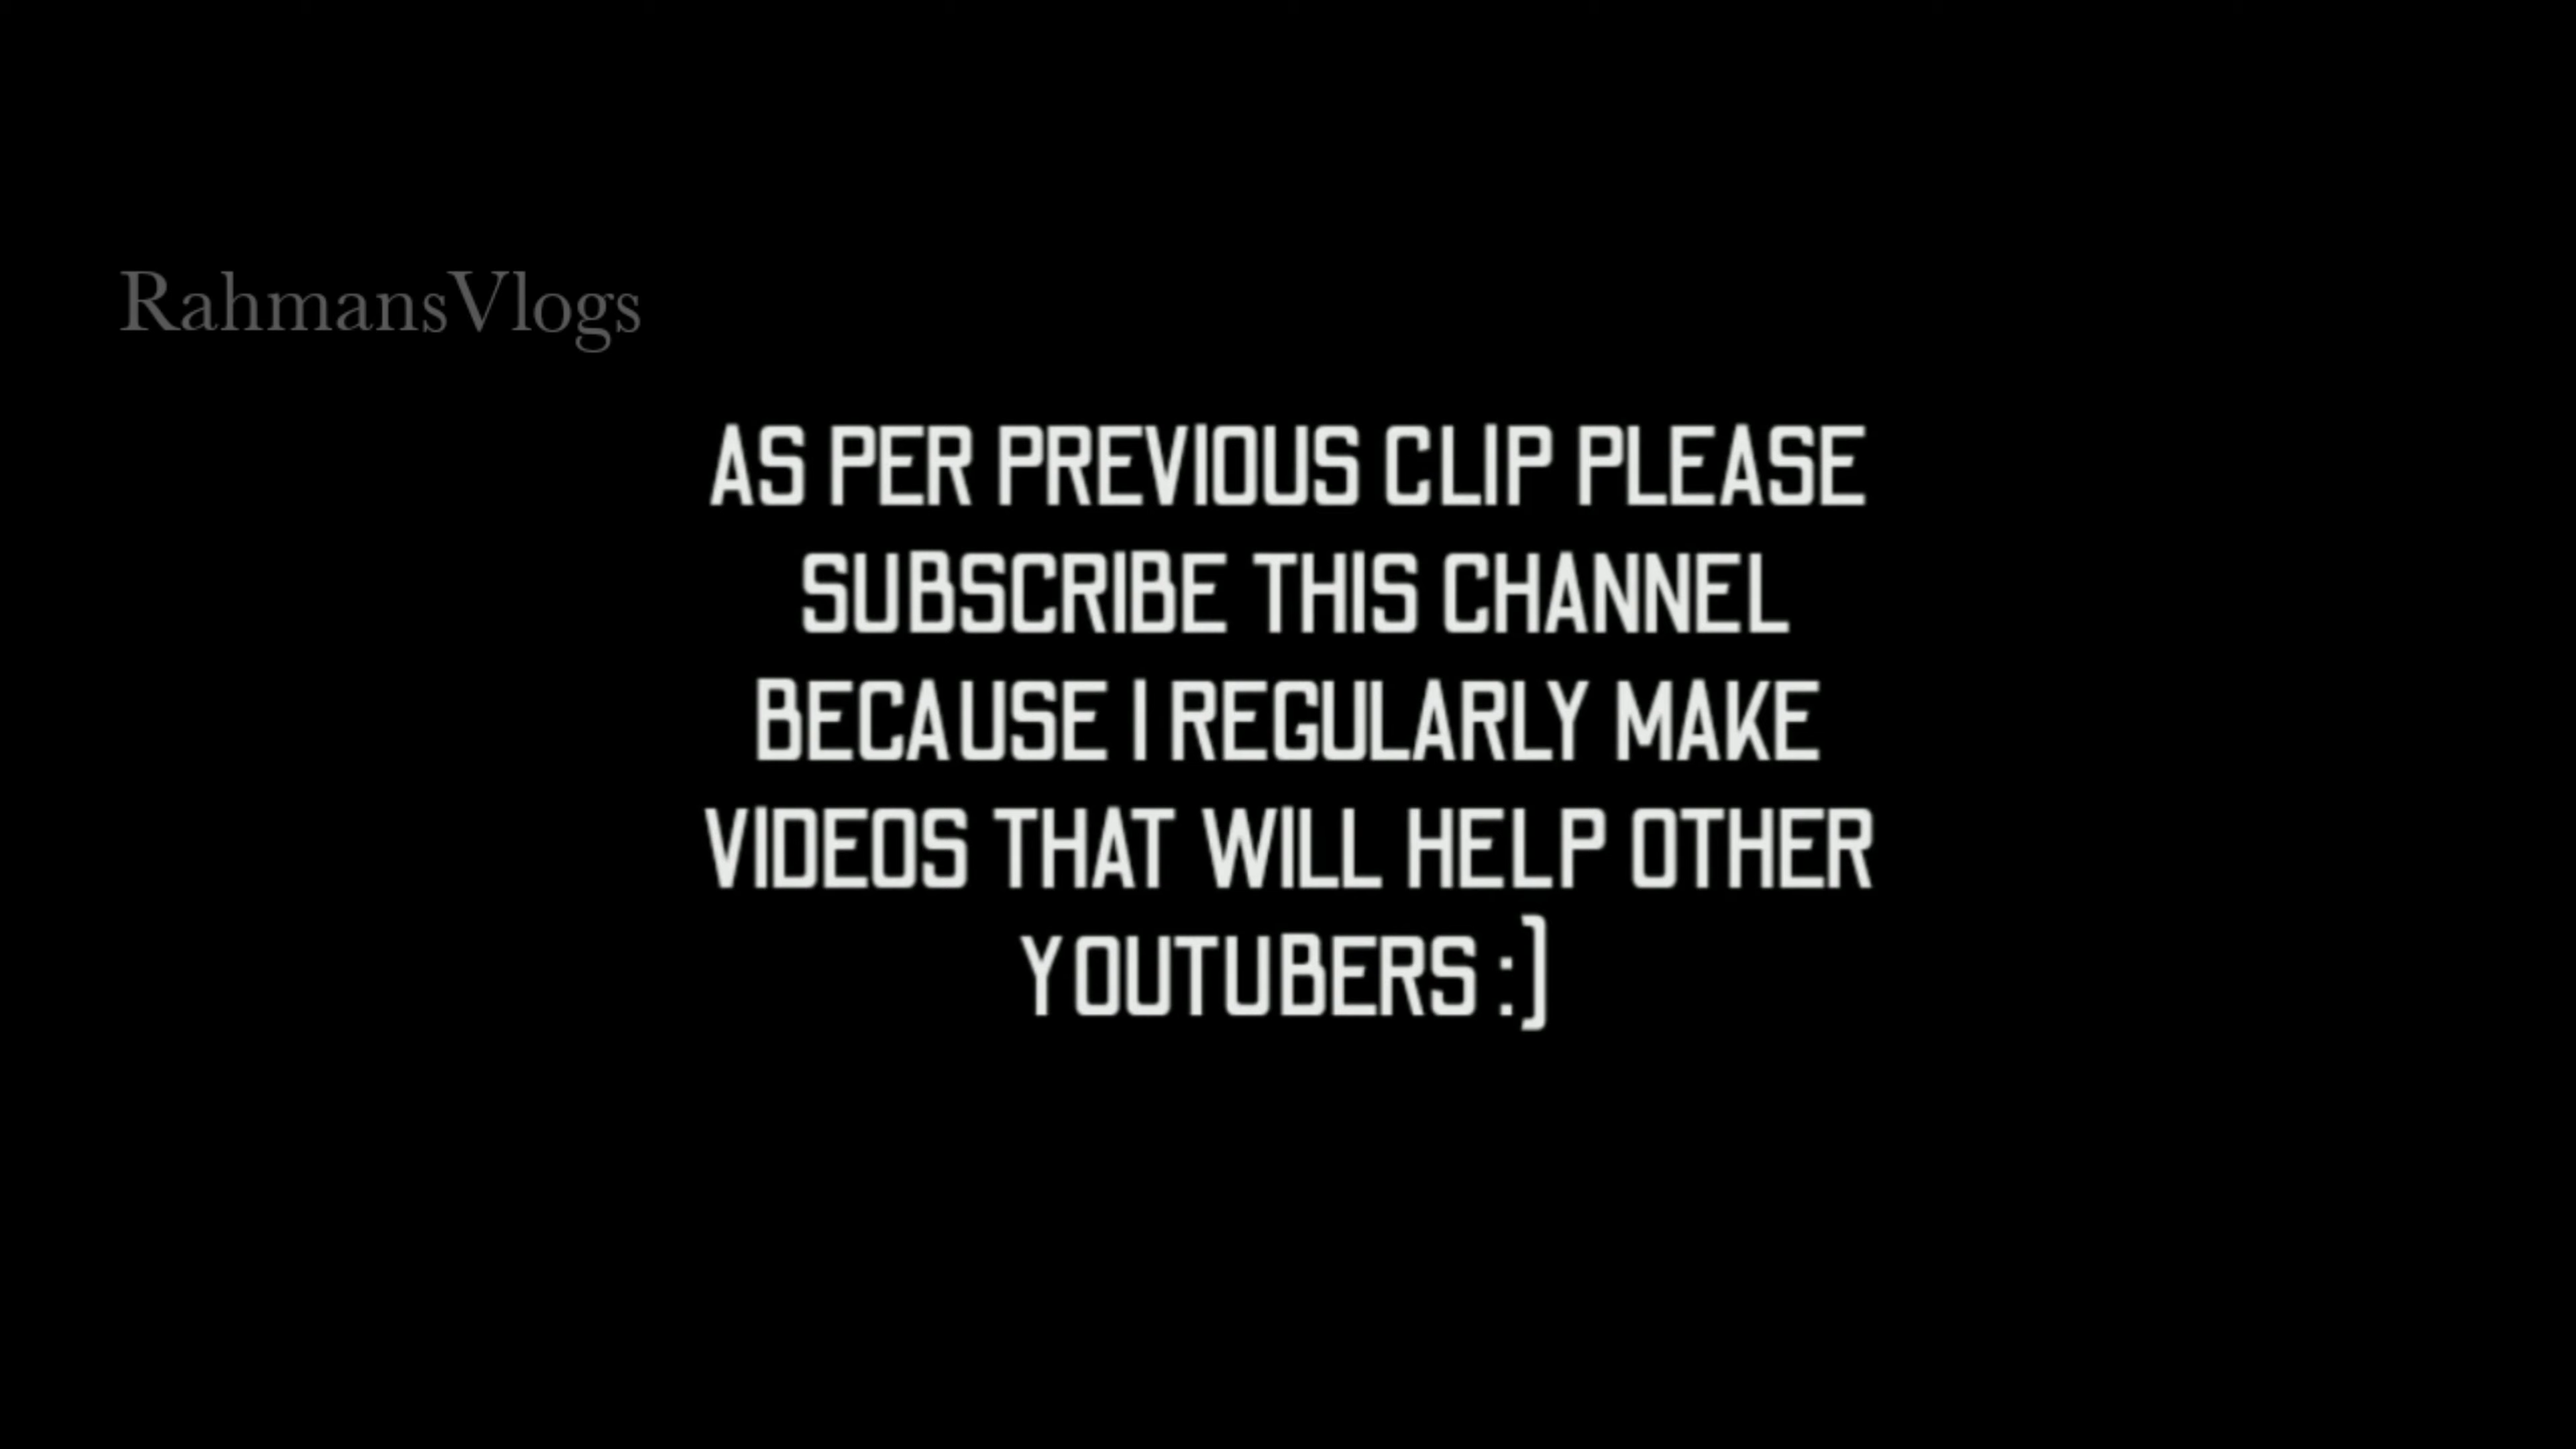 RahmansVlogs
AS PER PREVIOUS CLIP PLEASE
SUBSCRIBE THIS CHANNEL
BECAUSE I REGULARLY MAKE
VIDEOS THAT WILL HELP OTHER
YOUTUBERS :)